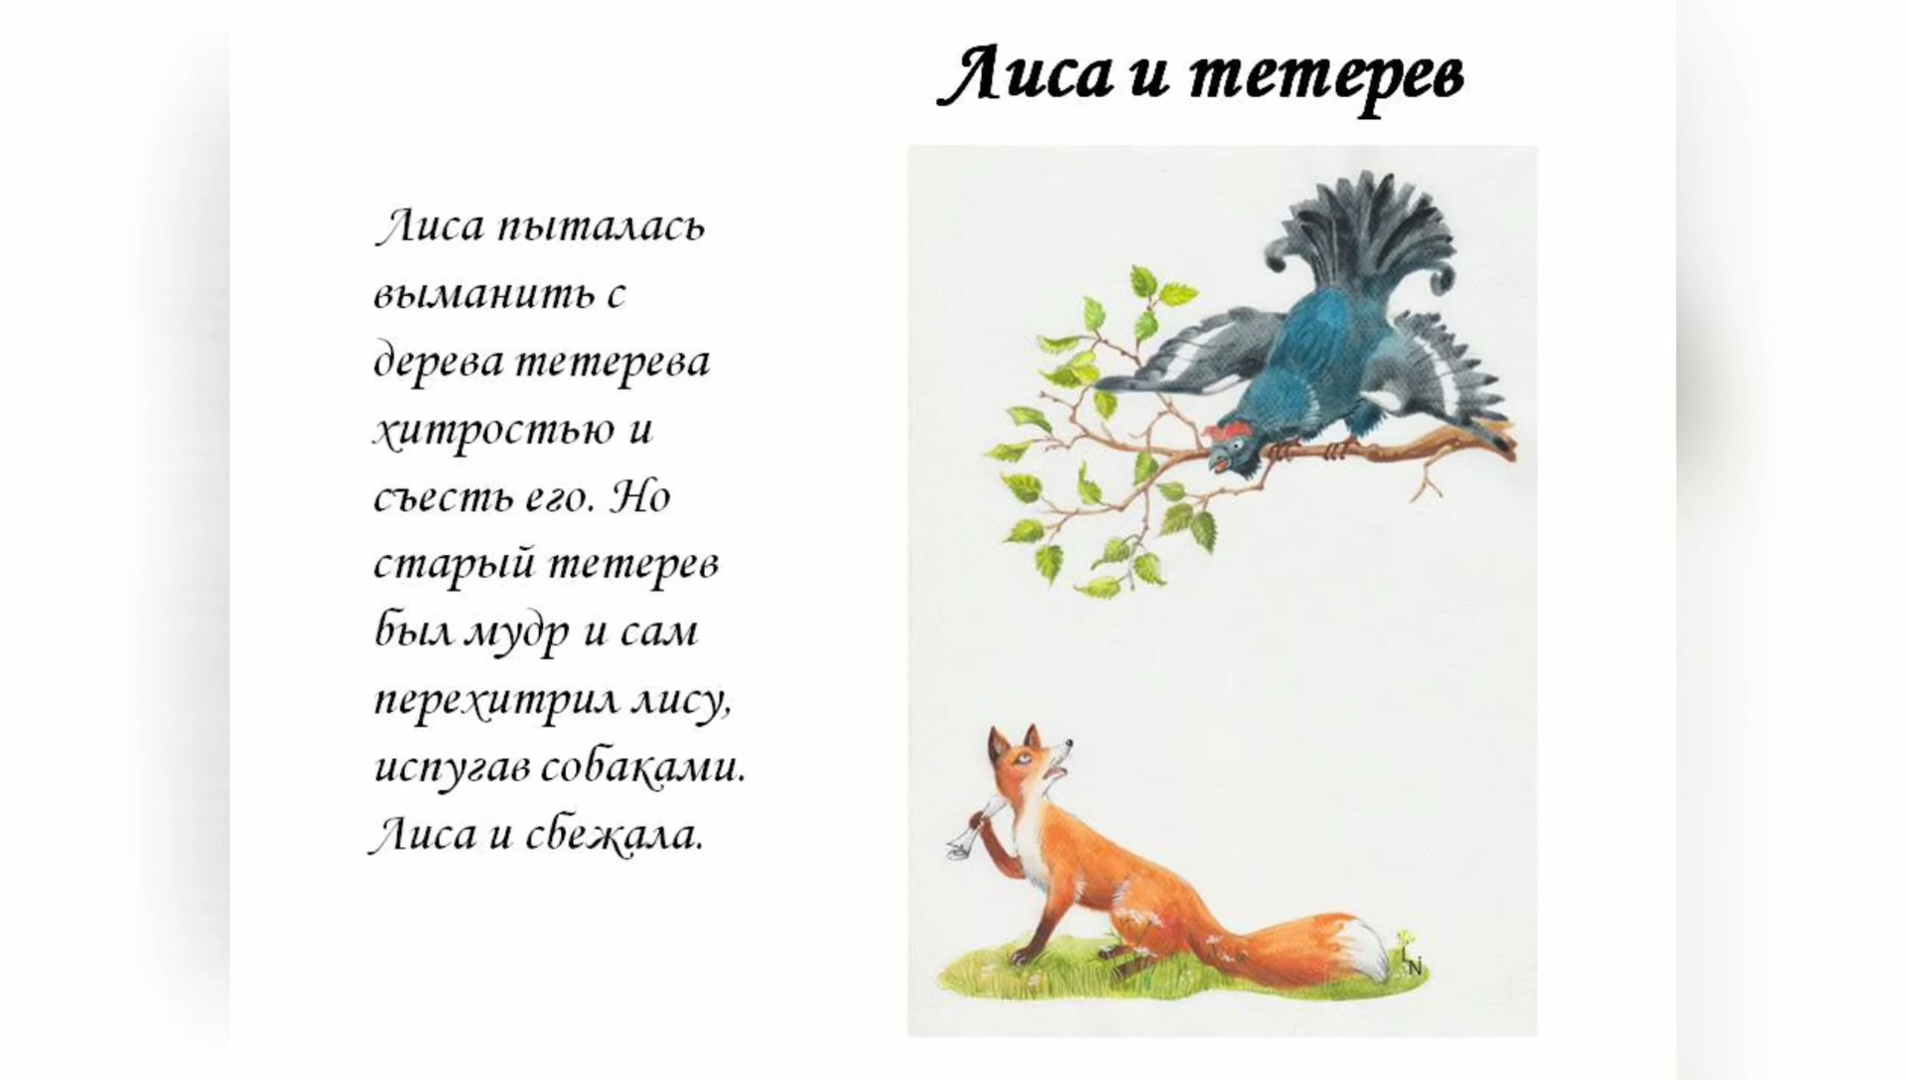 Лиса и тетерев
Лиса пыталась
выманить с
дерева тетерева
хитростью и
съесть его. Но
старый тетерев
был мудр и сам
перехитрил лису,
испугав собаками.
Лиса и сбежала.
LN